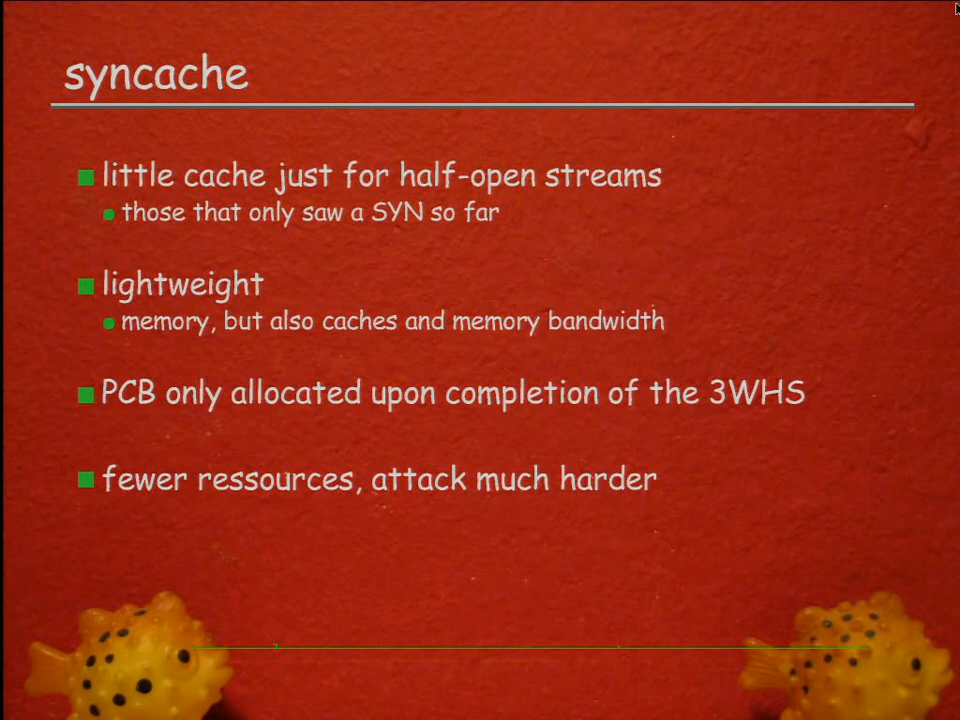 syncache
little cache just for half-open streams
those that only saw a SYN so far
lightweight
memory, but also caches and memory bandwidth
PCB only allocated upon completion of the 3WHS
fewer ressources, attack much harder